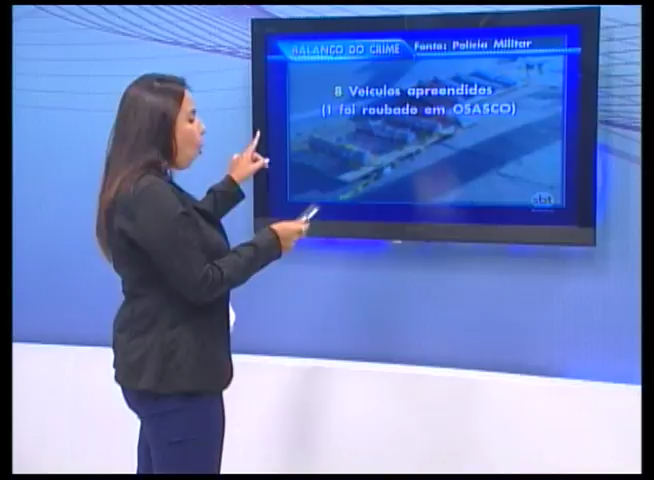 BALANÇO DO CRIME
Fonte: Polícia Militar
8 Veículos apreendidos
(1 foi roubado em OSASCO)
sbt